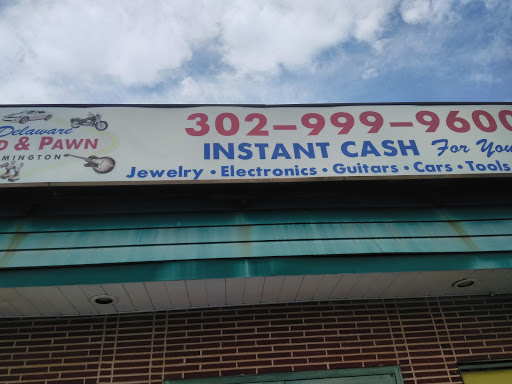 Delaware
D & PAWN
MINGTON
302-999-9600
INSTANT CASH For You
Jewelry • Electronics • Guitars • Cars • Tools